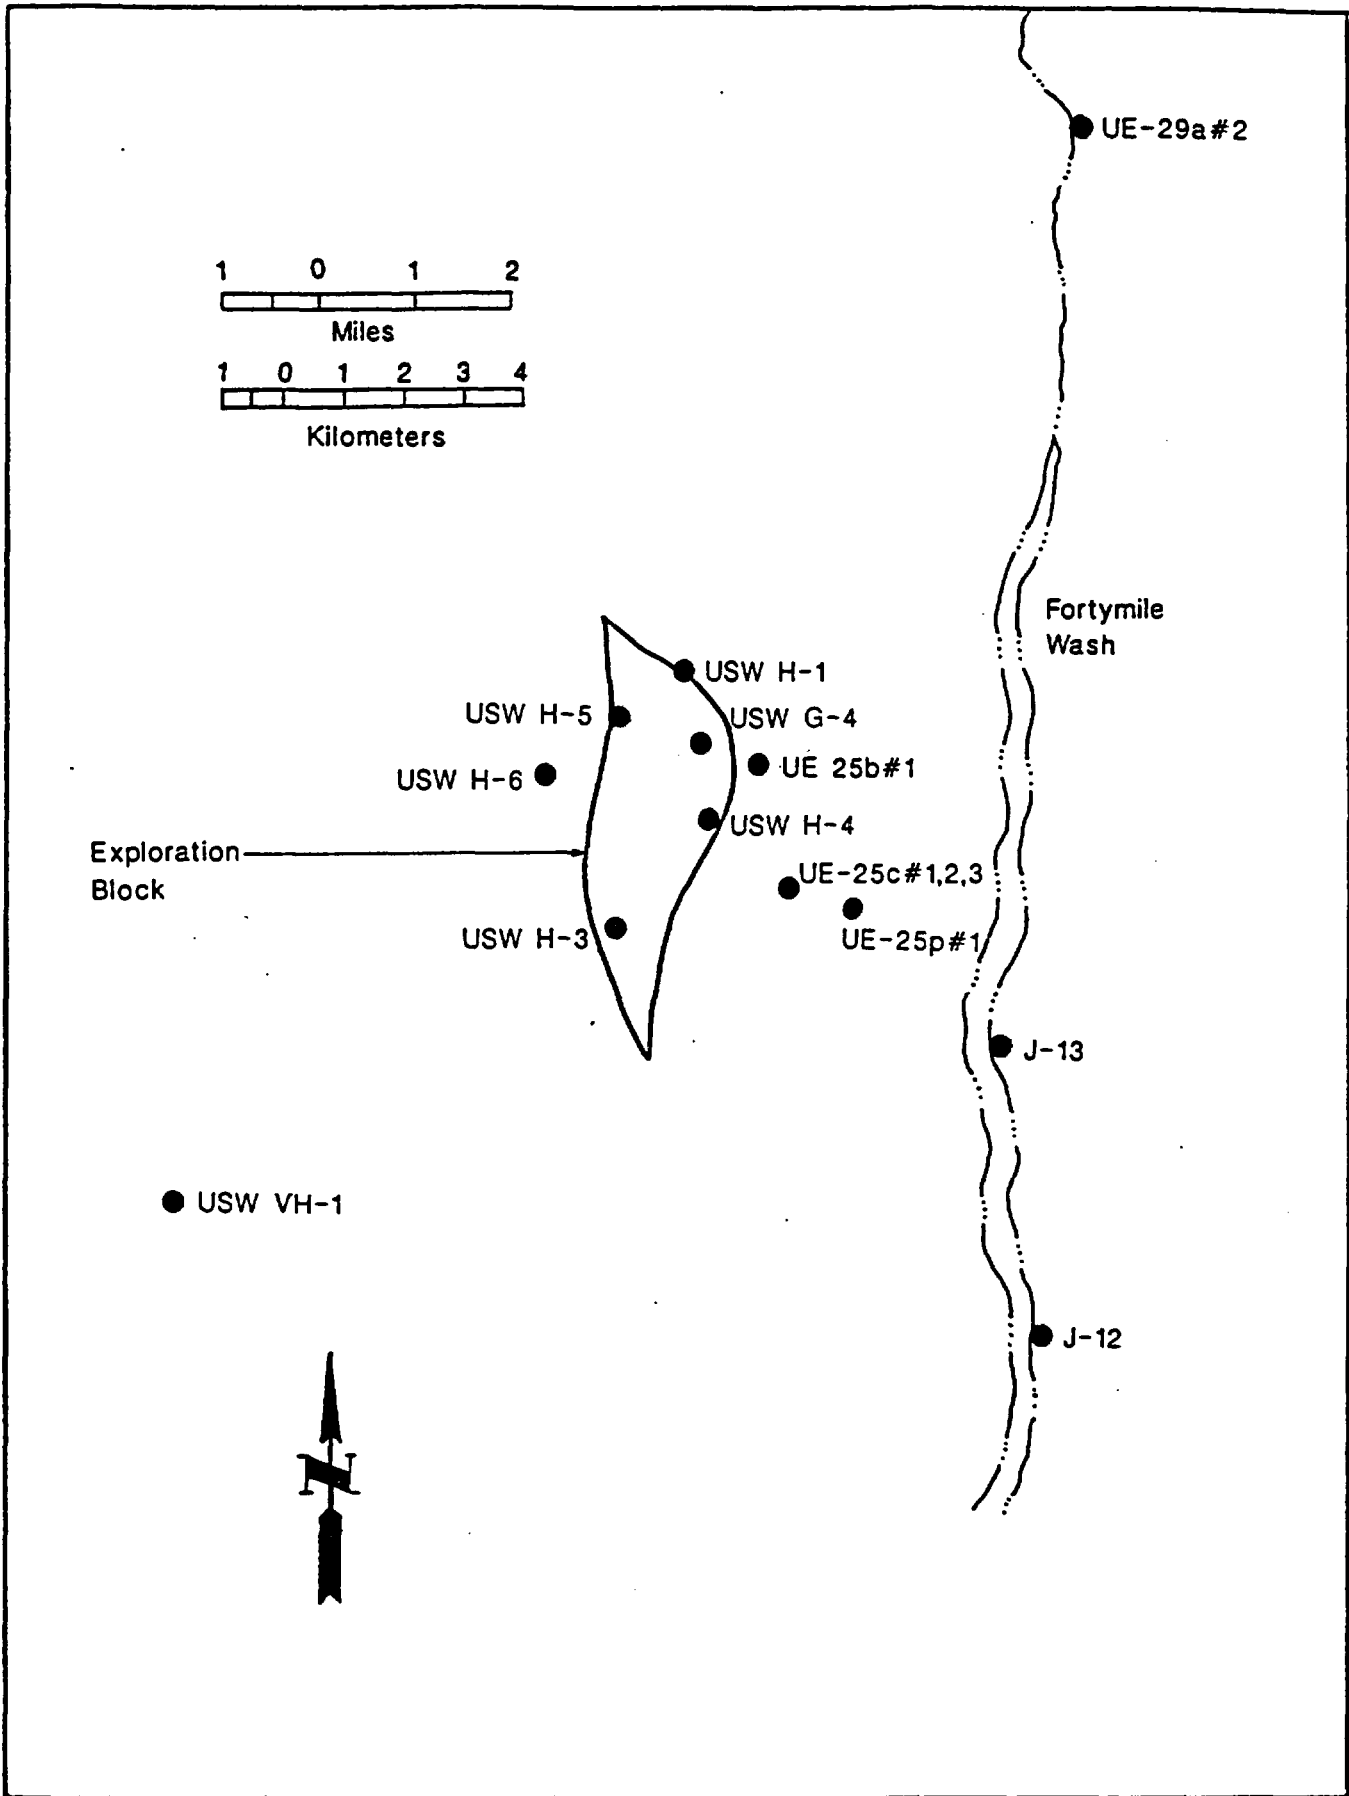 UE-29a#2
1 0 1 2
Miles
1 0 1 2 3 4
Kilometers
Fortymile
Wash
USW H-1
USW H-5
USW G-4
UE 25b#1
USW H-6
USW H-4
Exploration
Block
UE-25c#1,2,3
USW H-3
UE-25p#1
J-13
USW VH-1
J-12
N